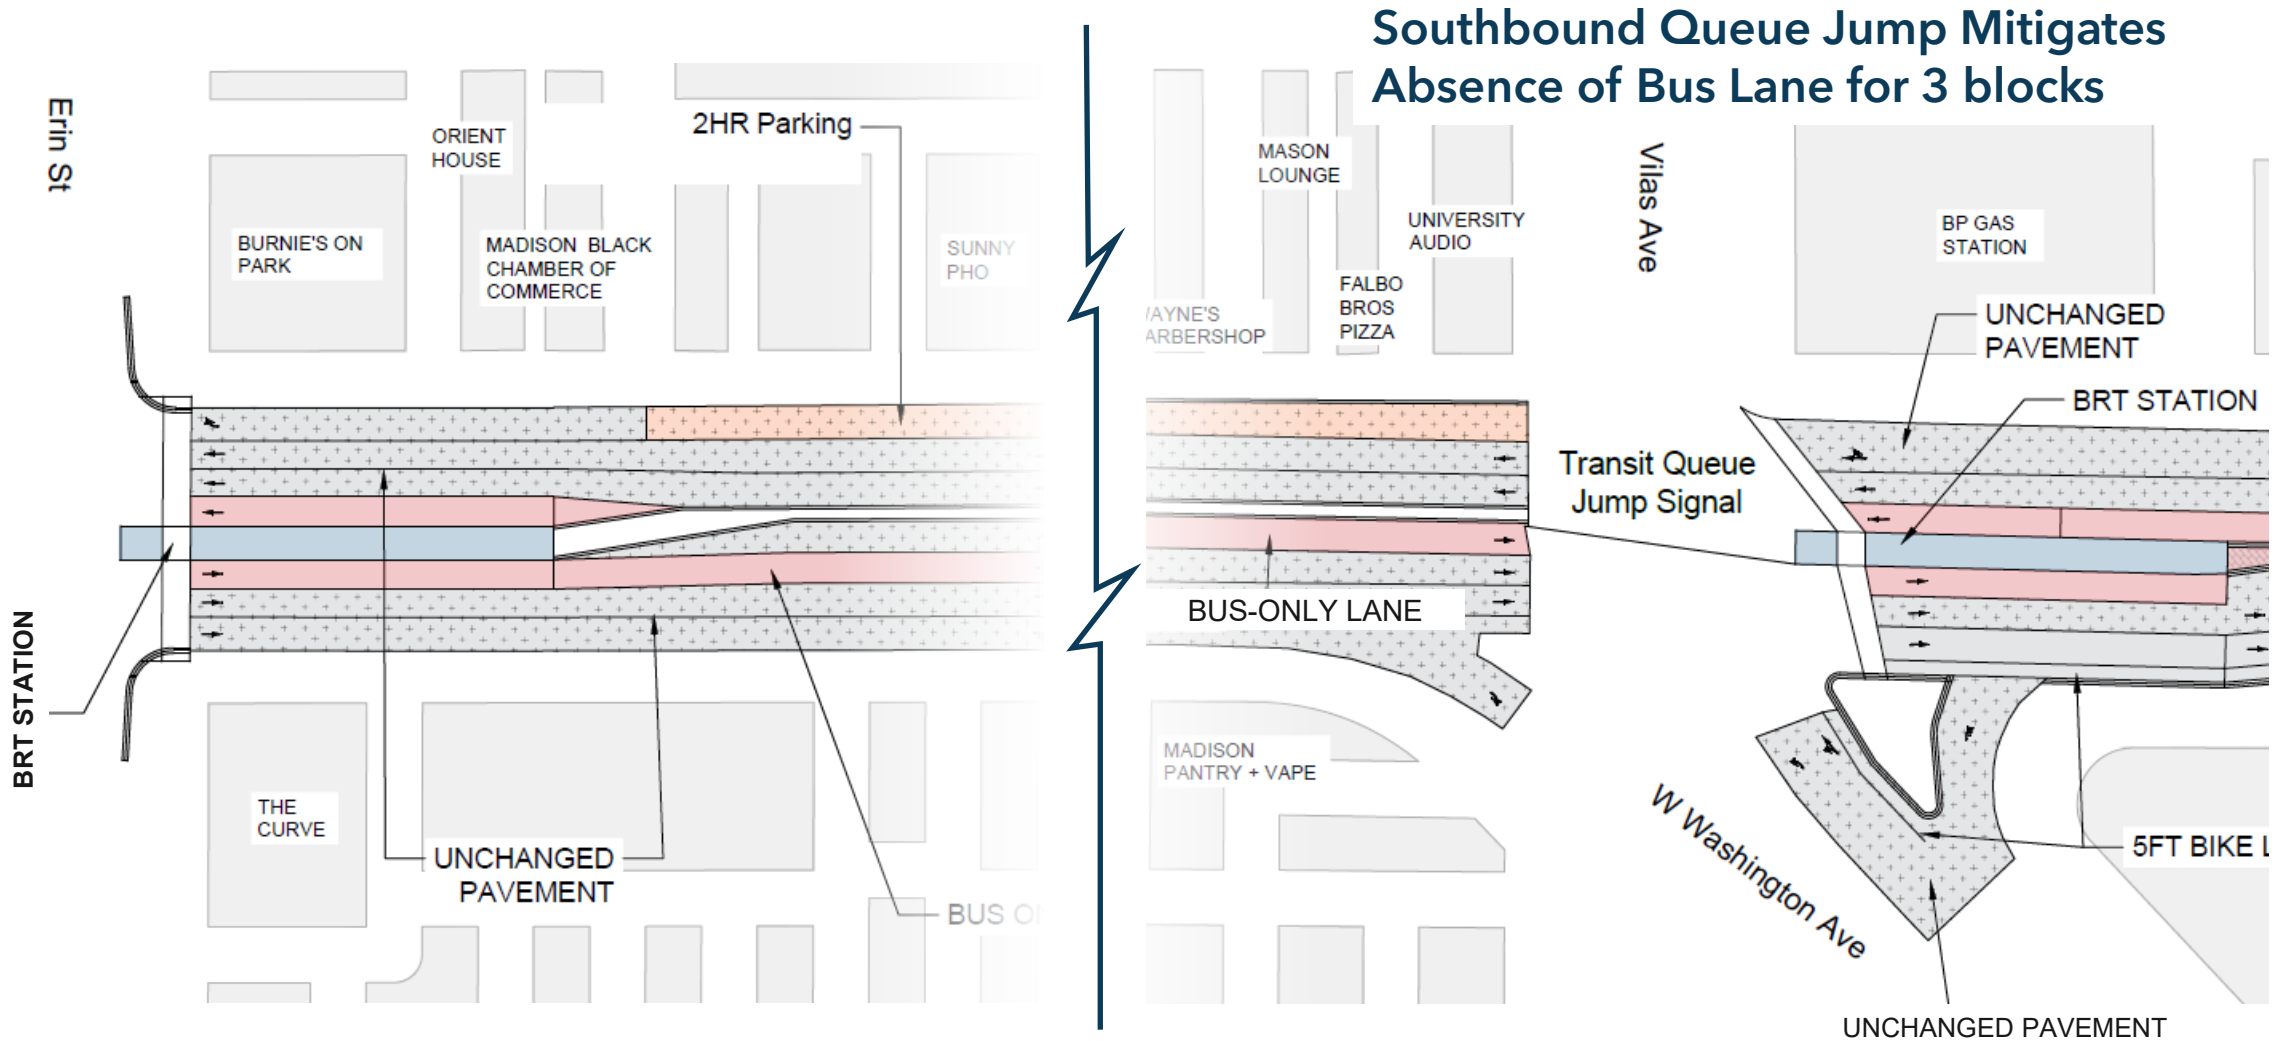 Southbound Queue Jump Mitigates
Absence of Bus Lane for 3 blocks
Erin St
ORIENT
HOUSE
2HR Parking
BURNIE'S ON
PARK
MADISON BLACK
CHAMBER OF
COMMERCE
SUNNY
PHO
MASON
LOUNGE
UNIVERSITY
AUDIO
FALBO
BROS
PIZZA
Vilas Ave
BP GAS
STATION
UNCHANGED
PAVEMENT
BRT STATION
Transit Queue
Jump Signal
BUS-ONLY LANE
BRT STATION
THE
CURVE
UNCHANGED
PAVEMENT
BUS
MADISON
PANTRY + VAPE
W Washington Ave
5FT BIKE
UNCHANGED PAVEMENT